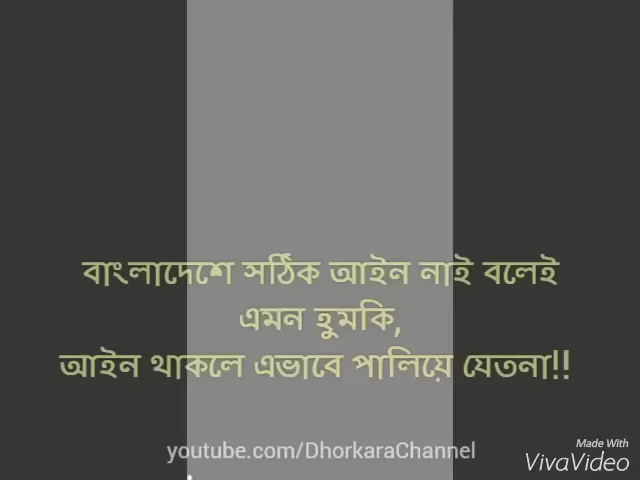 বাংলাদেশে সঠিক আইন নাই বলেই
এমন হুমকি,
আইন থাকলে এভাবে পালিয়ে যেতনা!!
youtube.com/DhorkaraChannel
Made With
VivaVideo